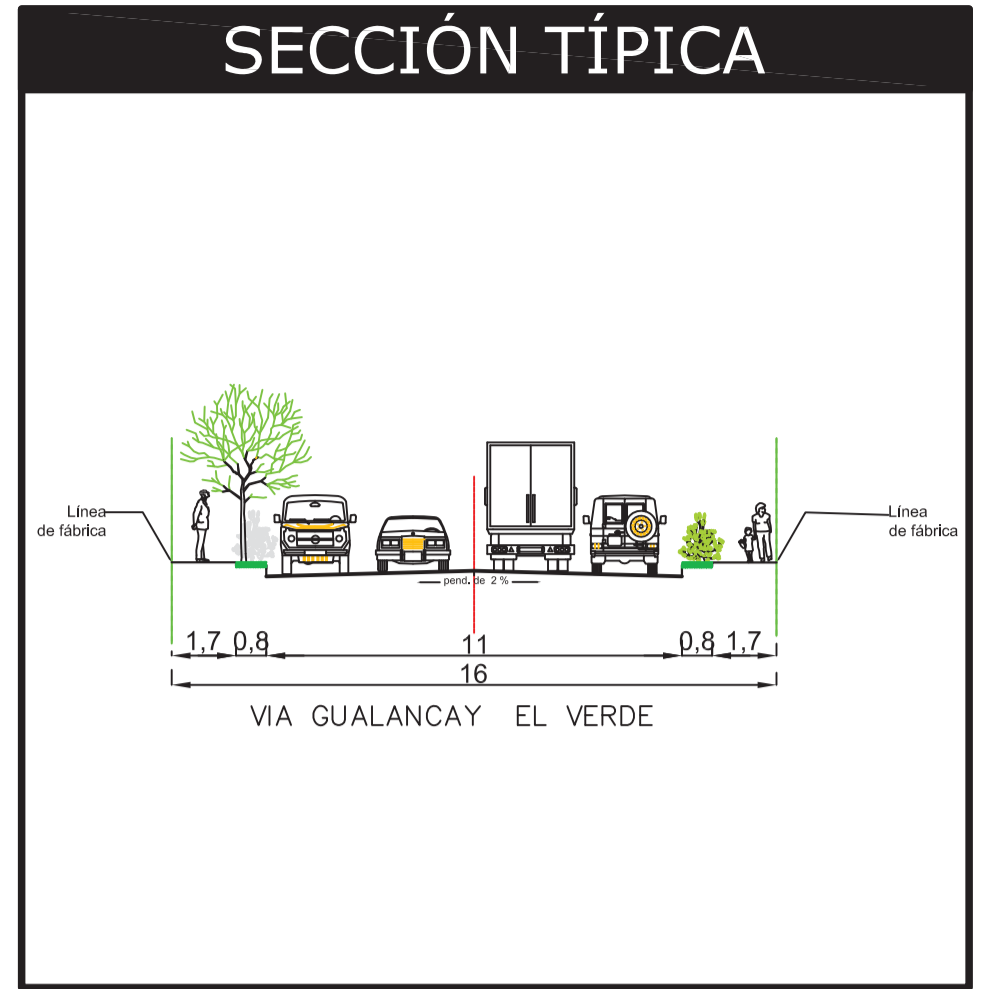 SECCIÓN TÍPICA
Línea
de fábrica
Línea
de fábrica
pend. de 2 %
1,7 0,8 11 0,8 1,7
16
VIA GUALANCAY EL VERDE